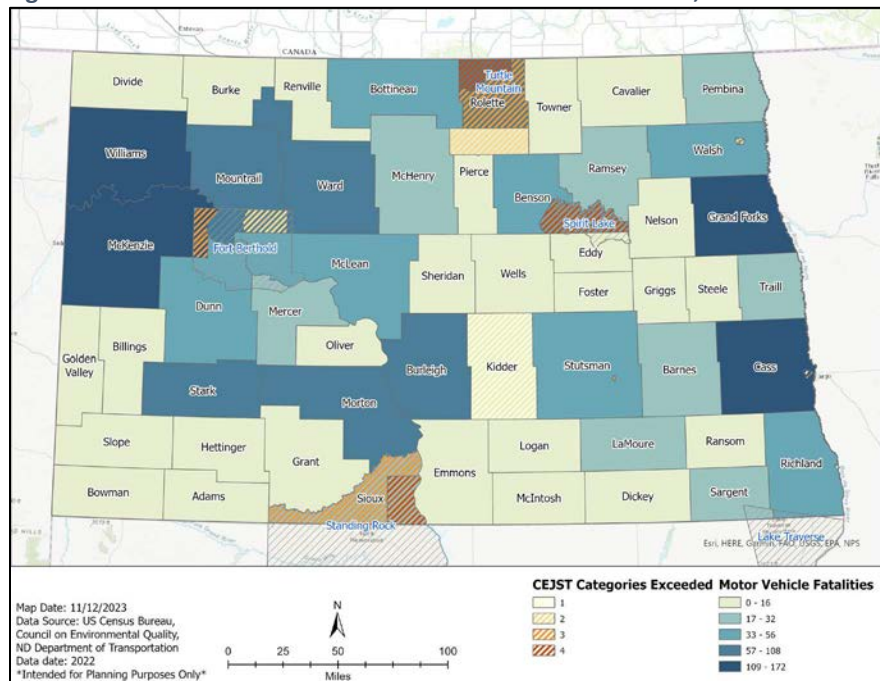 CANADA
Divide
Burke
Renville
Bottineau
Turtle
Mountain
Rolette
Towner
Cavalier
Pembina
Williams
Mountrail
Ward
McHenry
Pierce
Ramsey
Walsh
Benson
Spirit Lake
Nelson
Grand Forks
McKenzie
Fort Berthold
McLean
Sheridan
Wells
Eddy
Foster
Griggs
Steele
Traill
Dunn
Mercer
Oliver
Golden
Valley
Billings
Burleigh
Kidder
Stutsman
Barnes
Cass
Stark
Morton
Slope
Hettinger
Grant
Emmons
Logan
LaMoure
Ransom
Richland
Bowman
Adams
Sioux
McIntosh
Dickey
Sargent
Standing Rock
Lake Traverse
Esri, HERE, Garmin, FAO, USGS, EPA, NPS
Map Date: 11/12/2023
Data Source: US Census Bureau,
Council on Environmental Quality,
ND Department of Transportation
Data date: 2022
*Intended for Planning Purposes Only*
N
0 25 50 100
Miles
CEJST Categories Exceeded
1
2
3
4
Motor Vehicle Fatalities
0 - 16
17 - 32
33 - 56
57 - 108
109 - 172